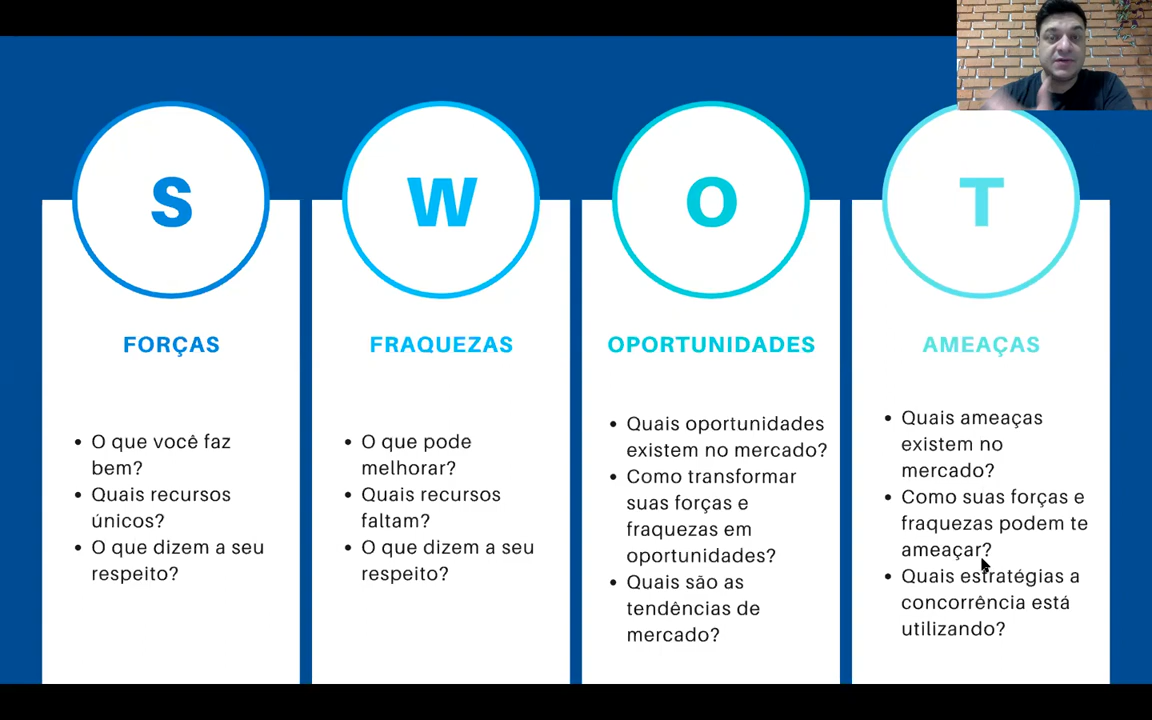 S
FORÇAS
• O que você faz
bem?
• Quais recursos
únicos?
• O que dizem a seu
respeito?
W
FRAQUEZAS
• O que pode
melhorar?
• Quais recursos
faltam?
• O que dizem a seu
respeito?
O
OPORTUNIDADES
• Quais oportunidades
existem no mercado?
• Como transformar
suas forças e
fraquezas em
oportunidades?
• Quais são as
tendências de
mercado?
T
AMEAÇAS
• Quais ameaças
existem no
mercado?
• Como suas forças e
fraquezas podem te
ameaçar?
• Quais estratégias a
concorrência está
utilizando?